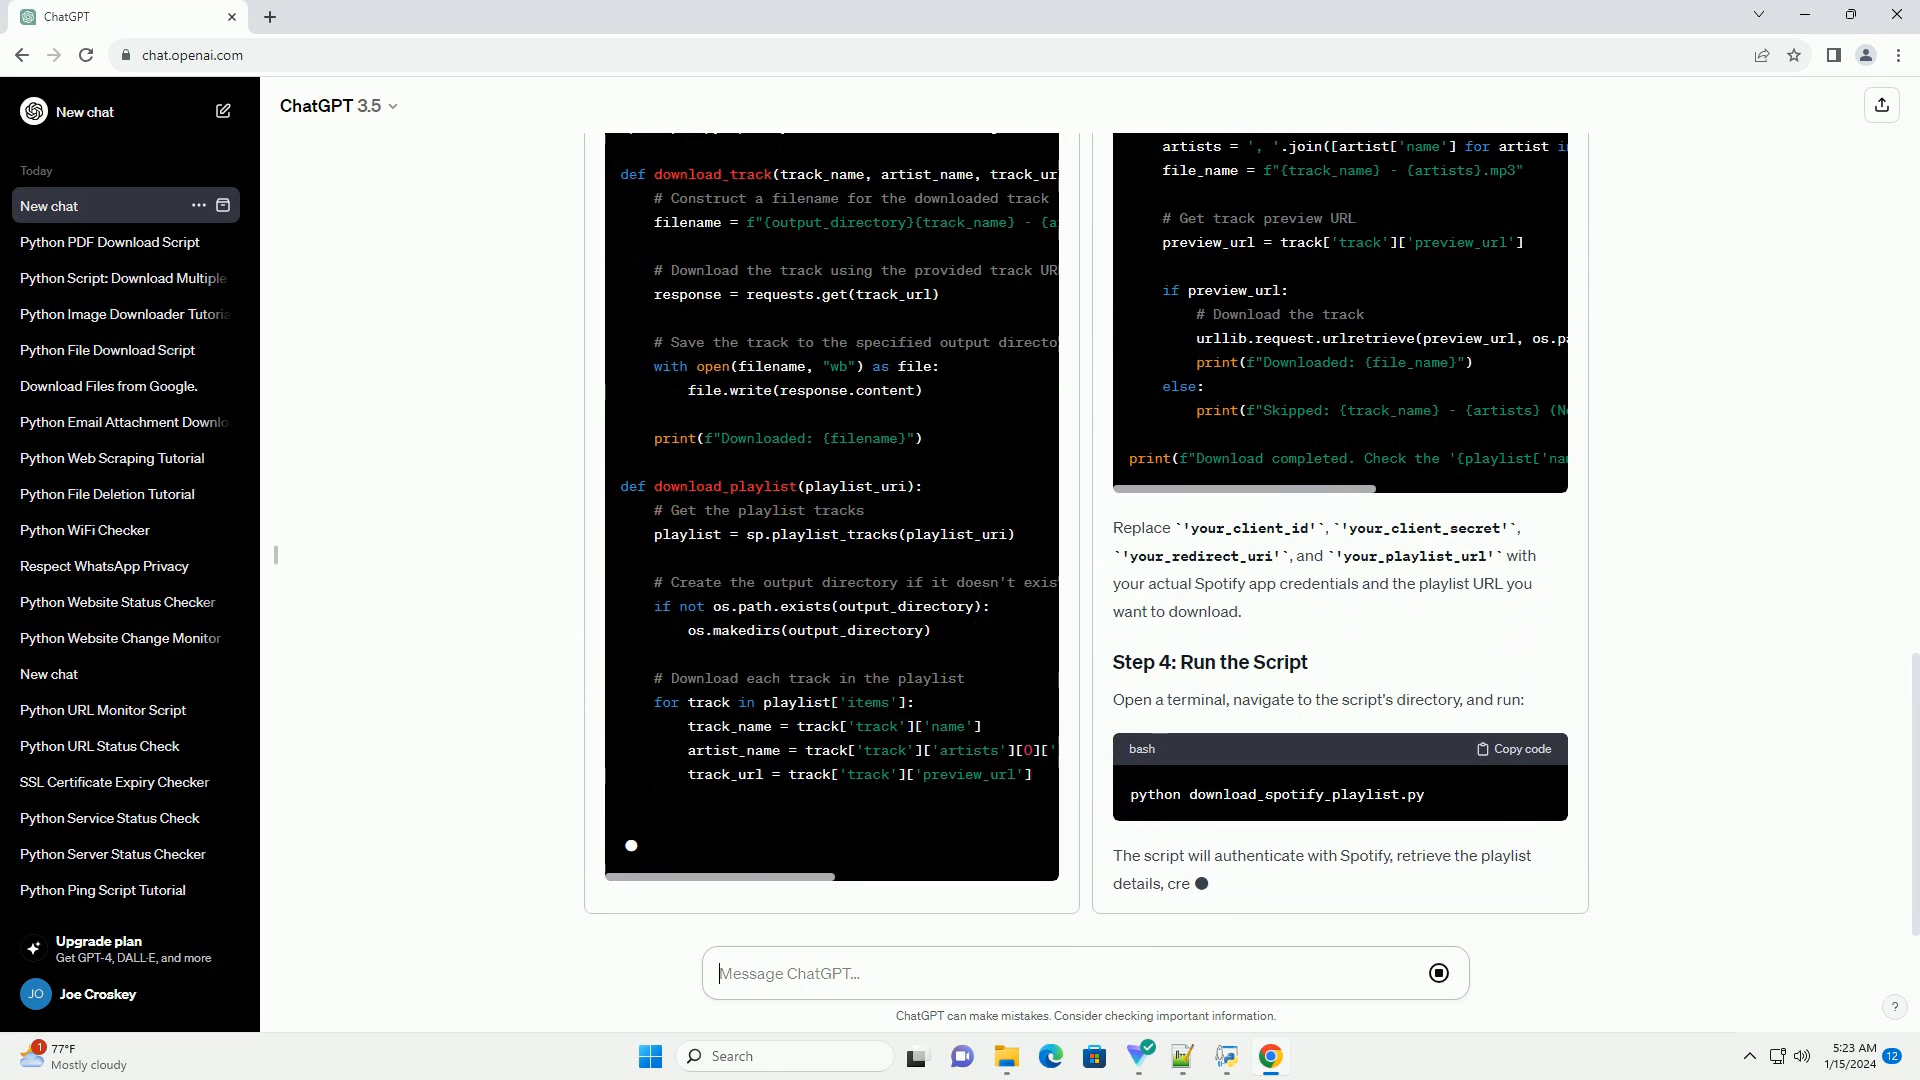 ChatGPT
chat.openai.com
New chat
Today
New chat
Python PDF Download Script
Python Script: Download Multiple
Python Image Downloader Tutoria
Python File Download Script
Download Files from Google.
Python Email Attachment Downlo
Python Web Scraping Tutorial
Python File Deletion Tutorial
Python WiFi Checker
Respect WhatsApp Privacy
Python Website Status Checker
Python Website Change Monitor
New chat
Python URL Monitor Script
Python URL Status Check
SSL Certificate Expiry Checker
Python Service Status Check
Python Server Status Checker
Python Ping Script Tutorial
Upgrade plan
Get GPT-4, DALL·E, and more
JO Joe Croskey
ChatGPT 3.5
def download_track(track_name, artist_name, track_url
# Construct a filename for the downloaded track
filename = f"{output_directory}{track_name} - {a
# Download the track using the provided track UR
response = requests.get(track_url)
# Save the track to the specified output directo
with open(filename, "wb") as file:
file.write(response.content)
print(f"Downloaded: {filename}")
def download_playlist(playlist_uri):
# Get the playlist tracks
playlist = sp.playlist_tracks(playlist_uri)
# Create the output directory if it doesn't exis
if not os.path.exists(output_directory):
os.makedirs(output_directory)
# Download each track in the playlist
for track in playlist['items']:
track_name = track['track']['name']
artist_name = track['track']['artists'][0]['
track_url = track['track']['preview_url']
artists = ', '.join([artist['name'] for artist i
file_name = f"{track_name} - {artists}.mp3"
# Get track preview URL
preview_url = track['track']['preview_url']
if preview_url:
# Download the track
urllib.request.urlretrieve(preview_url, os.p
print(f"Downloaded: {file_name}")
else:
print(f"Skipped: {track_name} - {artists} (N
print(f"Download completed. Check the '{playlist['na
Replace `'your_client_id'`, `'your_client_secret'`,
`'your_redirect_uri'`, and `'your_playlist_url'` with
your actual Spotify app credentials and the playlist URL you
want to download.
Step 4: Run the Script
Open a terminal, navigate to the script's directory, and run:
bash Copy code
python download_spotify_playlist.py
The script will authenticate with Spotify, retrieve the playlist
details, cre
Message ChatGPT...
ChatGPT can make mistakes. Consider checking important information.
?
1
77°F
Mostly cloudy
Search
5:23 AM
1/15/2024
12